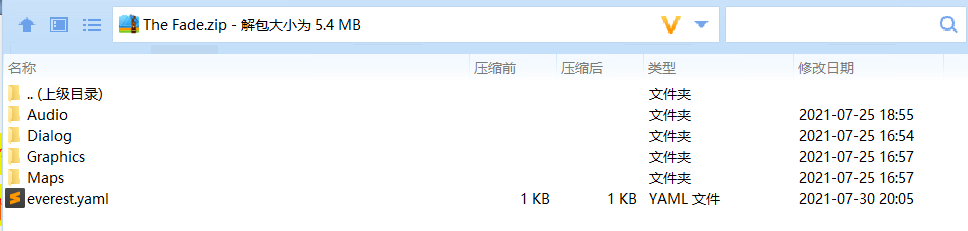 The Fade.zip - 解包大小为 5.4 MB
名称 压缩前 压缩后 类型 修改日期
.. (上级目录) 文件夹
Audio 文件夹 2021-07-25 18:55
Dialog 文件夹 2021-07-25 16:54
Graphics 文件夹 2021-07-25 16:57
Maps 文件夹 2021-07-25 16:57
everest.yaml 1 KB 1 KB YAML 文件 2021-07-30 20:05